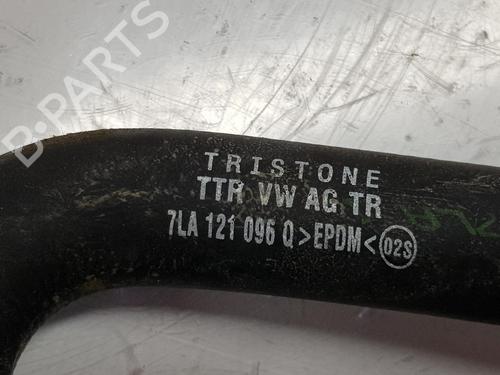 B-PARTS
TRISTONE
TTR VW AG TR
7LA 121 096 Q >EPDM< 02S